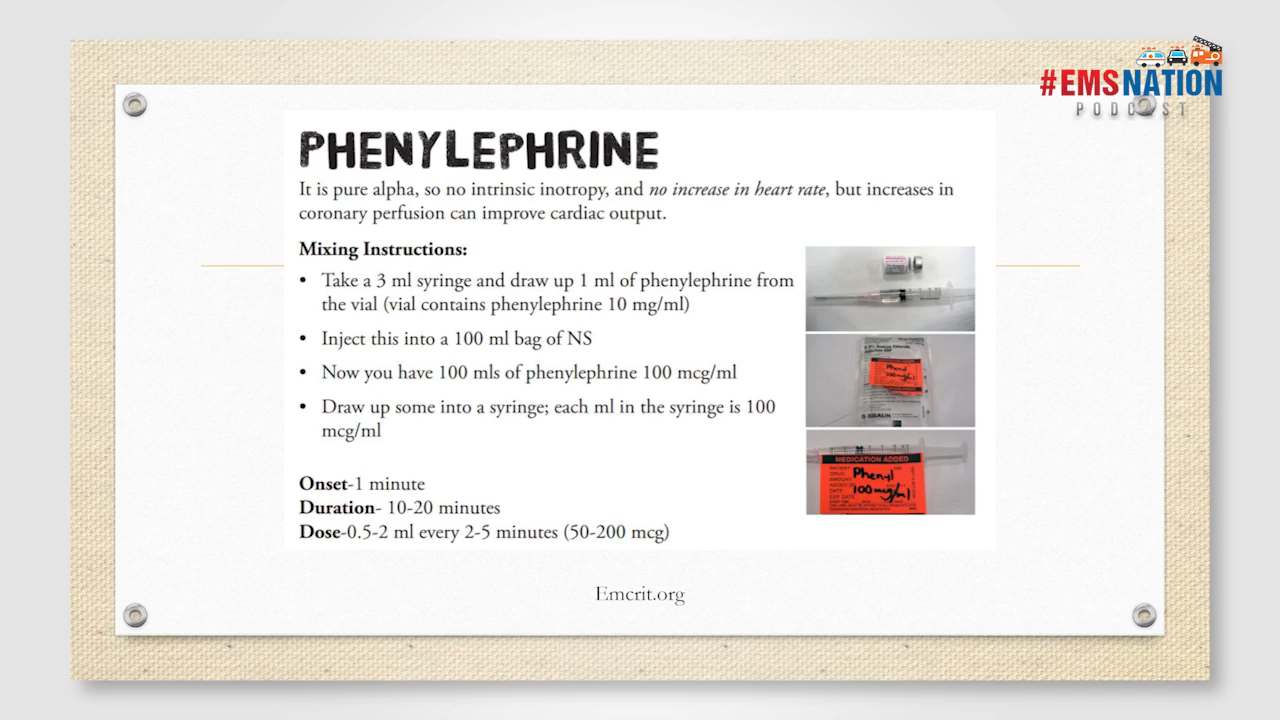 #EMSNATION
PODCAST
PHENYLEPHRINE
It is pure alpha, so no intrinsic inotropy, and no increase in heart rate, but increases in
coronary perfusion can improve cardiac output.
Mixing Instructions:
• Take a 3 ml syringe and draw up 1 ml of phenylephrine from
the vial (vial contains phenylephrine 10 mg/ml)
• Inject this into a 100 ml bag of NS
• Now you have 100 mls of phenylephrine 100 mcg/ml
• Draw up some into a syringe; each ml in the syringe is 100
mcg/ml
Onset-1 minute
Duration- 10-20 minutes
Dose-0.5-2 ml every 2-5 minutes (50-200 mcg)
Phenyl
100mcg/ml
MEDICATION ADDED
Phenyl
100mcg/ml
Emcrit.org